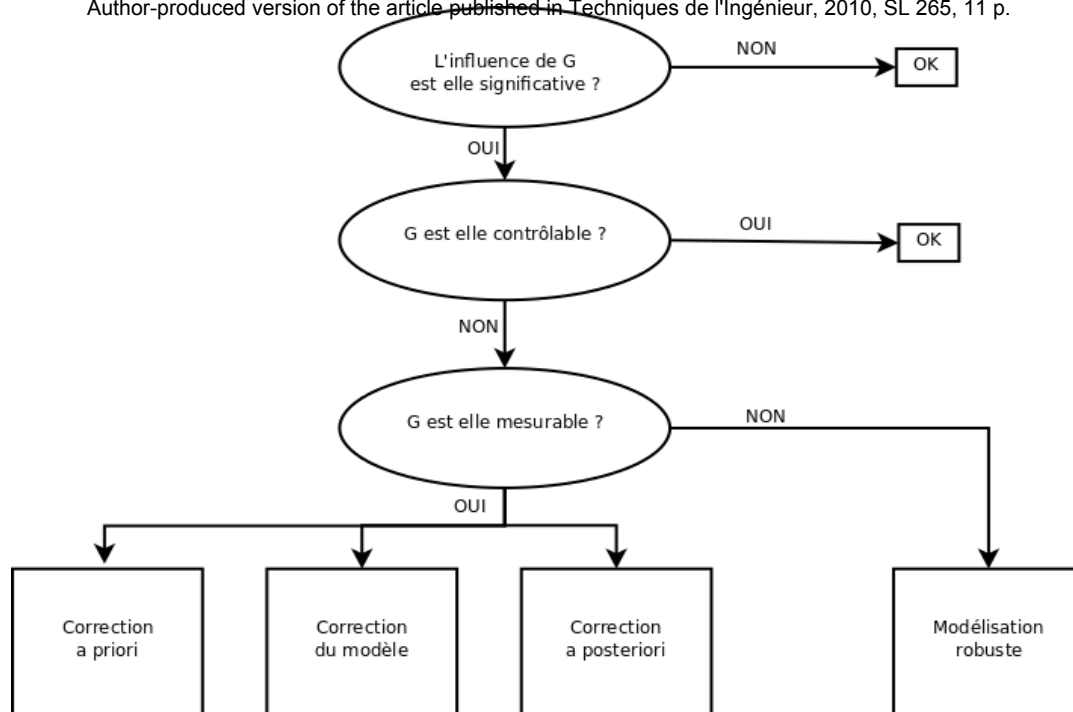 Author-produced version of the article published in Techniques de l'Ingénieur, 2010, SL 265, 11 p.
L'influence de G
est elle significative ?
NON
OK
OUI
G est elle contrôlable ?
OUI
OK
NON
G est elle mesurable ?
NON
OUI
Correction
a priori
Correction
du modèle
Correction
a posteriori
Modélisation
robuste